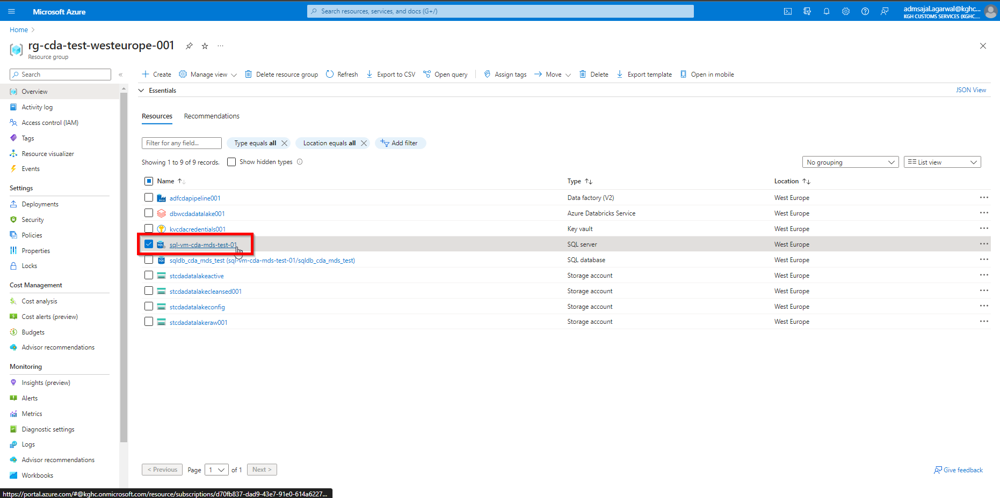 Microsoft Azure
Search resources, services, and docs (G+/)
admsajal.agarwal@kghc...
KGH CUSTOMS SERVICES (KGHC....
Home >
rg-cda-test-westeurope-001
...
Resource group
Search
«
Create
Manage view
Delete resource group
Refresh
Export to CSV
Open query
Assign tags
Move
Delete
Export template
Open in mobile
Overview
Activity log
Access control (IAM)
Tags
Resource visualizer
Events
Settings
Deployments
Security
Policies
Properties
Locks
Cost Management
Cost analysis
Cost alerts (preview)
Budgets
Advisor recommendations
Monitoring
Insights (preview)
Alerts
Metrics
Diagnostic settings
Logs
Advisor recommendations
Workbooks
Essentials
JSON View
Resources
Recommendations
Filter for any field...
Type equals all
Location equals all
Add filter
Showing 1 to 9 of 9 records.
Show hidden types
No grouping
List view
Name ↑↓ Type ↑↓ Location ↑↓
adfcdapipeline001 Data factory (V2) West Europe ...
dbwcdadatalake001 Azure Databricks Service West Europe ...
kvcdacredentials001 Key vault West Europe ...
sql-vm-cda-mds-test-01 SQL server West Europe ...
sqldb_cda_mds_test (sql-vm-cda-mds-test-01/sqldb_cda_mds_test) SQL database West Europe ...
stcdadatalakeactive Storage account West Europe ...
stcdadatalakecleansed001 Storage account West Europe ...
stcdadatalakeconfig Storage account West Europe ...
stcdadatalakeraw001 Storage account West Europe ...
< Previous
Page 1 of 1
Next >
Give feedback
https://portal.azure.com/#@kghc.onmicrosoft.com/resource/subscriptions/d70fb837-dad9-43e7-91e0-614a6227...